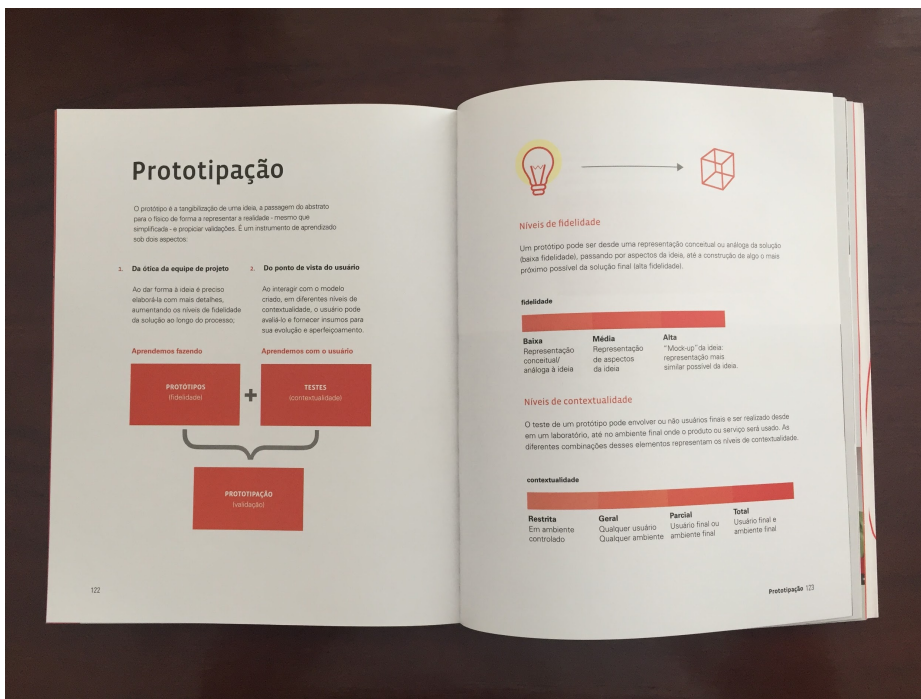 Prototipação
O protótipo é a tangibilização de uma ideia, a passagem do abstrato
para o físico de forma a representar a realidade - mesmo que
simplificada - e propiciar validações. É um instrumento de aprendizado
sob dois aspectos:
1. Da ótica da equipe de projeto
Ao dar forma à ideia é preciso
elaborá-la com mais detalhes,
aumentando os níveis de fidelidade
da solução ao longo do processo;
Aprendemos fazendo
2. Do ponto de vista do usuário
Ao interagir com o modelo
criado, em diferentes níveis de
contextualidade, o usuário pode
avaliá-lo e fornecer insumos para
sua evolução e aperfeiçoamento.
Aprendemos com o usuário
PROTÓTIPOS
(fidelidade)
+
TESTES
(contextualidade)
PROTOTIPAÇÃO
(validação)
122
Níveis de fidelidade
Um protótipo pode ser desde uma representação conceitual ou análoga da solução
(baixa fidelidade), passando por aspectos da ideia, até a construção de algo o mais
próximo possível da solução final (alta fidelidade).
fidelidade
Baixa
Representação
conceitual/
análoga à ideia
Média
Representação
de aspectos
da ideia
Alta
"Mock-up" da ideia:
representação mais
similar possível da ideia.
Níveis de contextualidade
O teste de um protótipo pode envolver ou não usuários finais e ser realizado desde
em um laboratório, até no ambiente final onde o produto ou serviço será usado. As
diferentes combinações desses elementos representam os níveis de contextualidade.
contextualidade
Restrita
Em ambiente
controlado
Geral
Qualquer usuário
Qualquer ambiente
Parcial
Usuário final ou
ambiente final
Total
Usuário final e
ambiente final
Prototipação 123